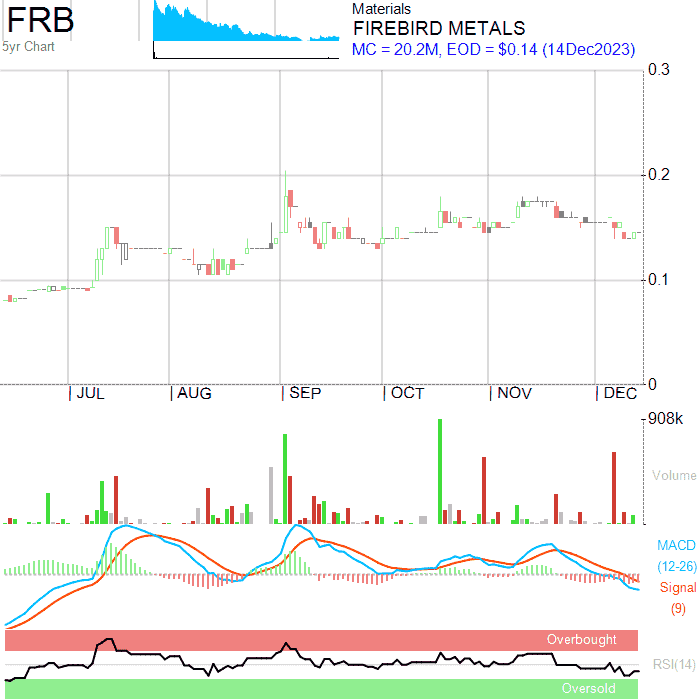 FRB
5yr Chart
Materials
FIREBIRD METALS
MC = 20.2M, EOD = $0.14 (14Dec2023)
0.3
0.2
0.1
0
JUL
AUG
SEP
OCT
NOV
DEC
908k
Volume
MACD
(12-26)
Signal
(9)
Overbought
RSI(14)
Oversold